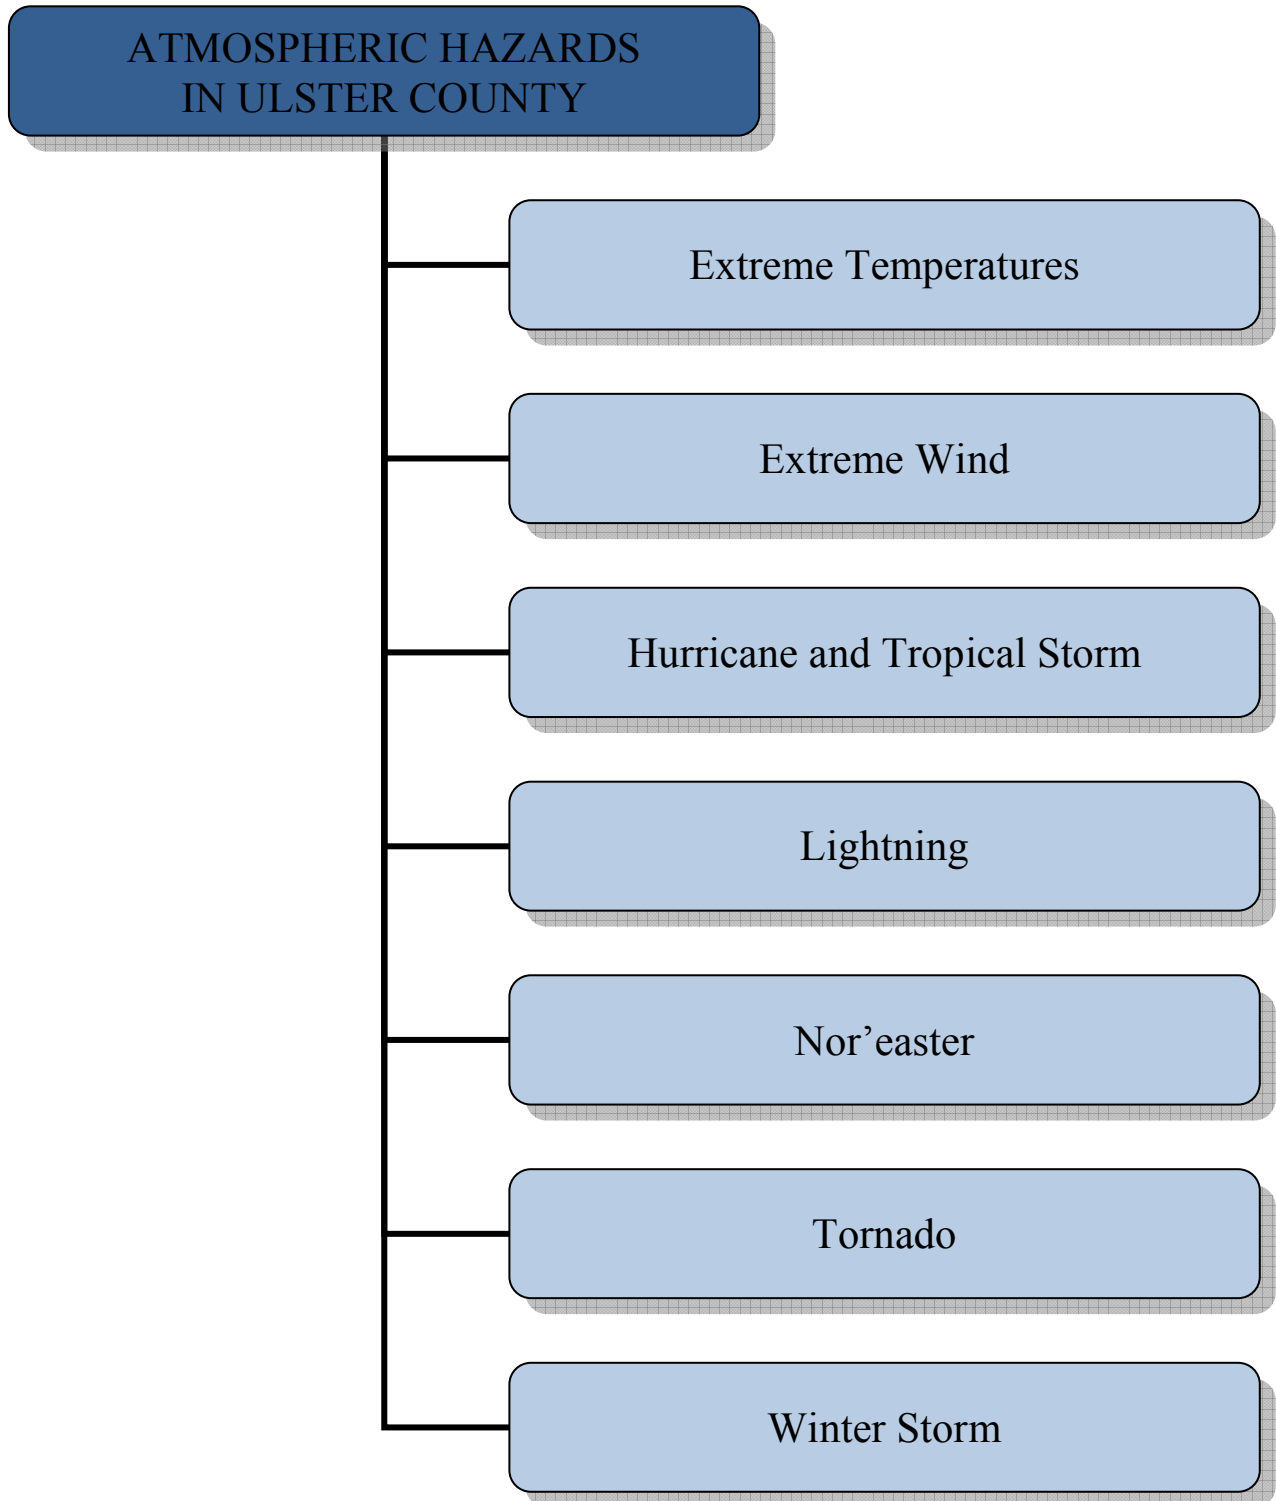 ATMOSPHERIC HAZARDS
IN ULSTER COUNTY
Extreme Temperatures
Extreme Wind
Hurricane and Tropical Storm
Lightning
Nor’easter
Tornado
Winter Storm